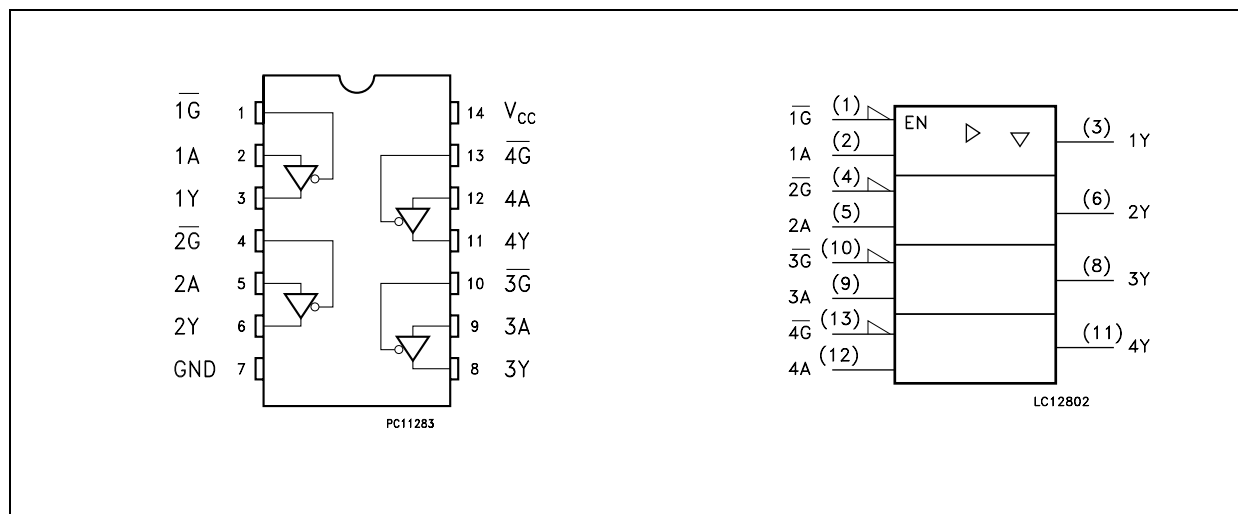 1G̅ 1 14 VCC
1A 2 13 4G̅
1Y 3 12 4A
2G̅ 4 11 4Y
2A 5 10 3G̅
2Y 6 9 3A
GND 7 8 3Y
PC11283
1G̅ (1) EN (3) 1Y
1A (2)
2G̅ (4) (6) 2Y
2A (5)
3G̅ (10) (8) 3Y
3A (9)
4G̅ (13) (11) 4Y
4A (12)
LC12802